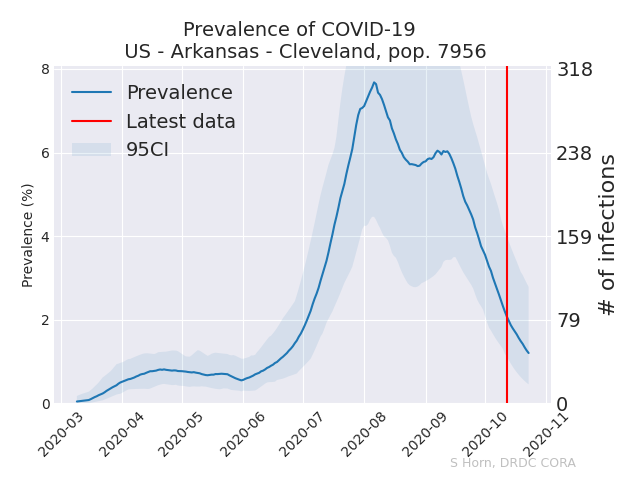 Prevalence of COVID-19
US - Arkansas - Cleveland, pop. 7956
Prevalence
Latest data
95CI
Prevalence (%)
8
6
4
2
0
318
238
159
79
0
# of infections
2020-03
2020-04
2020-05
2020-06
2020-07
2020-08
2020-09
2020-10
2020-11
S Horn, DRDC CORA